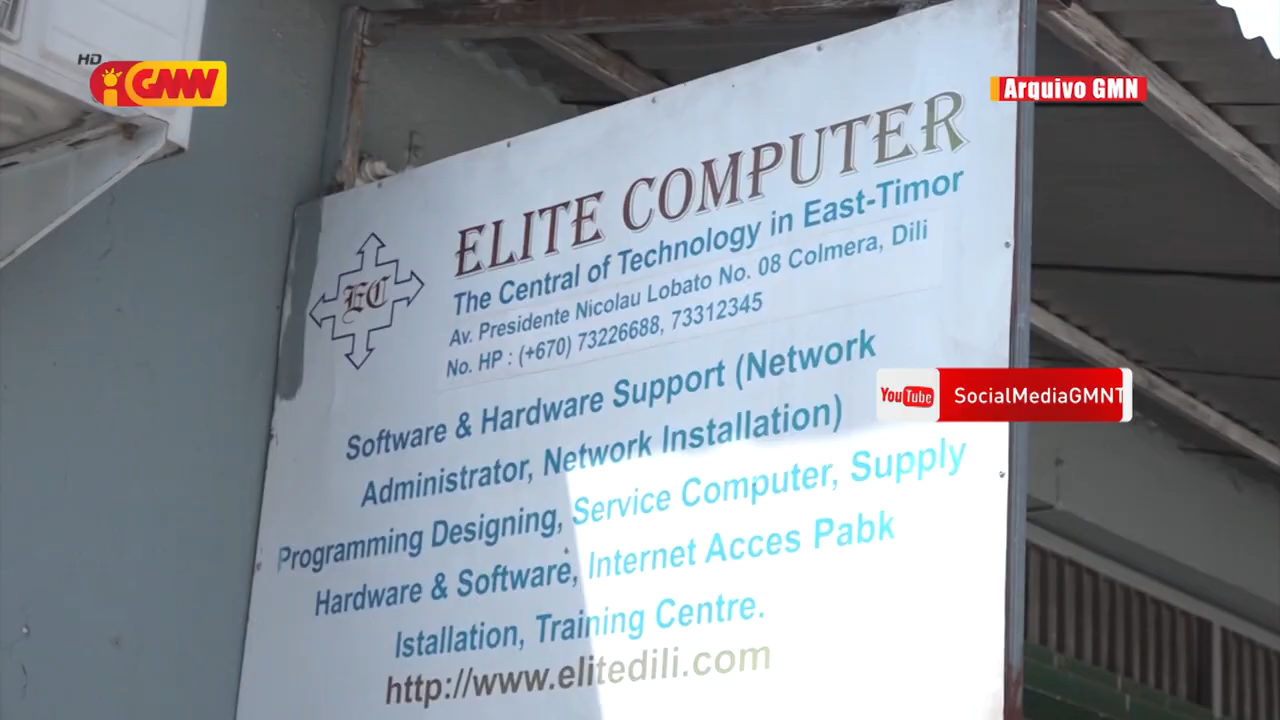 HD
GMN
Arquivo GMN
ELITE COMPUTER
The Central of Technology in East-Timor
Av. Presidente Nicolau Lobato No. 08 Colmera, Dili
No. HP : (+670) 73226688, 73312345
EC
Software & Hardware Support (Network
Administrator, Network Installation)
Programming Designing, Service Computer, Supply
Hardware & Software, Internet Acces Pabk
Istallation, Training Centre.
http://www.elitedili.com
YouTube
SocialMediaGMNT